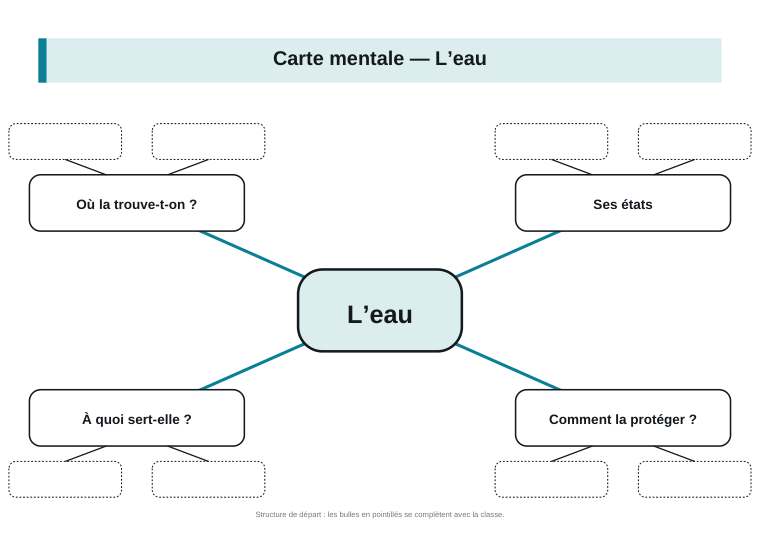 Carte mentale — L’eau
Où la trouve-t-on ?
Ses états
L’eau
À quoi sert-elle ?
Comment la protéger ?
Structure de départ : les bulles en pointillés se complètent avec la classe.